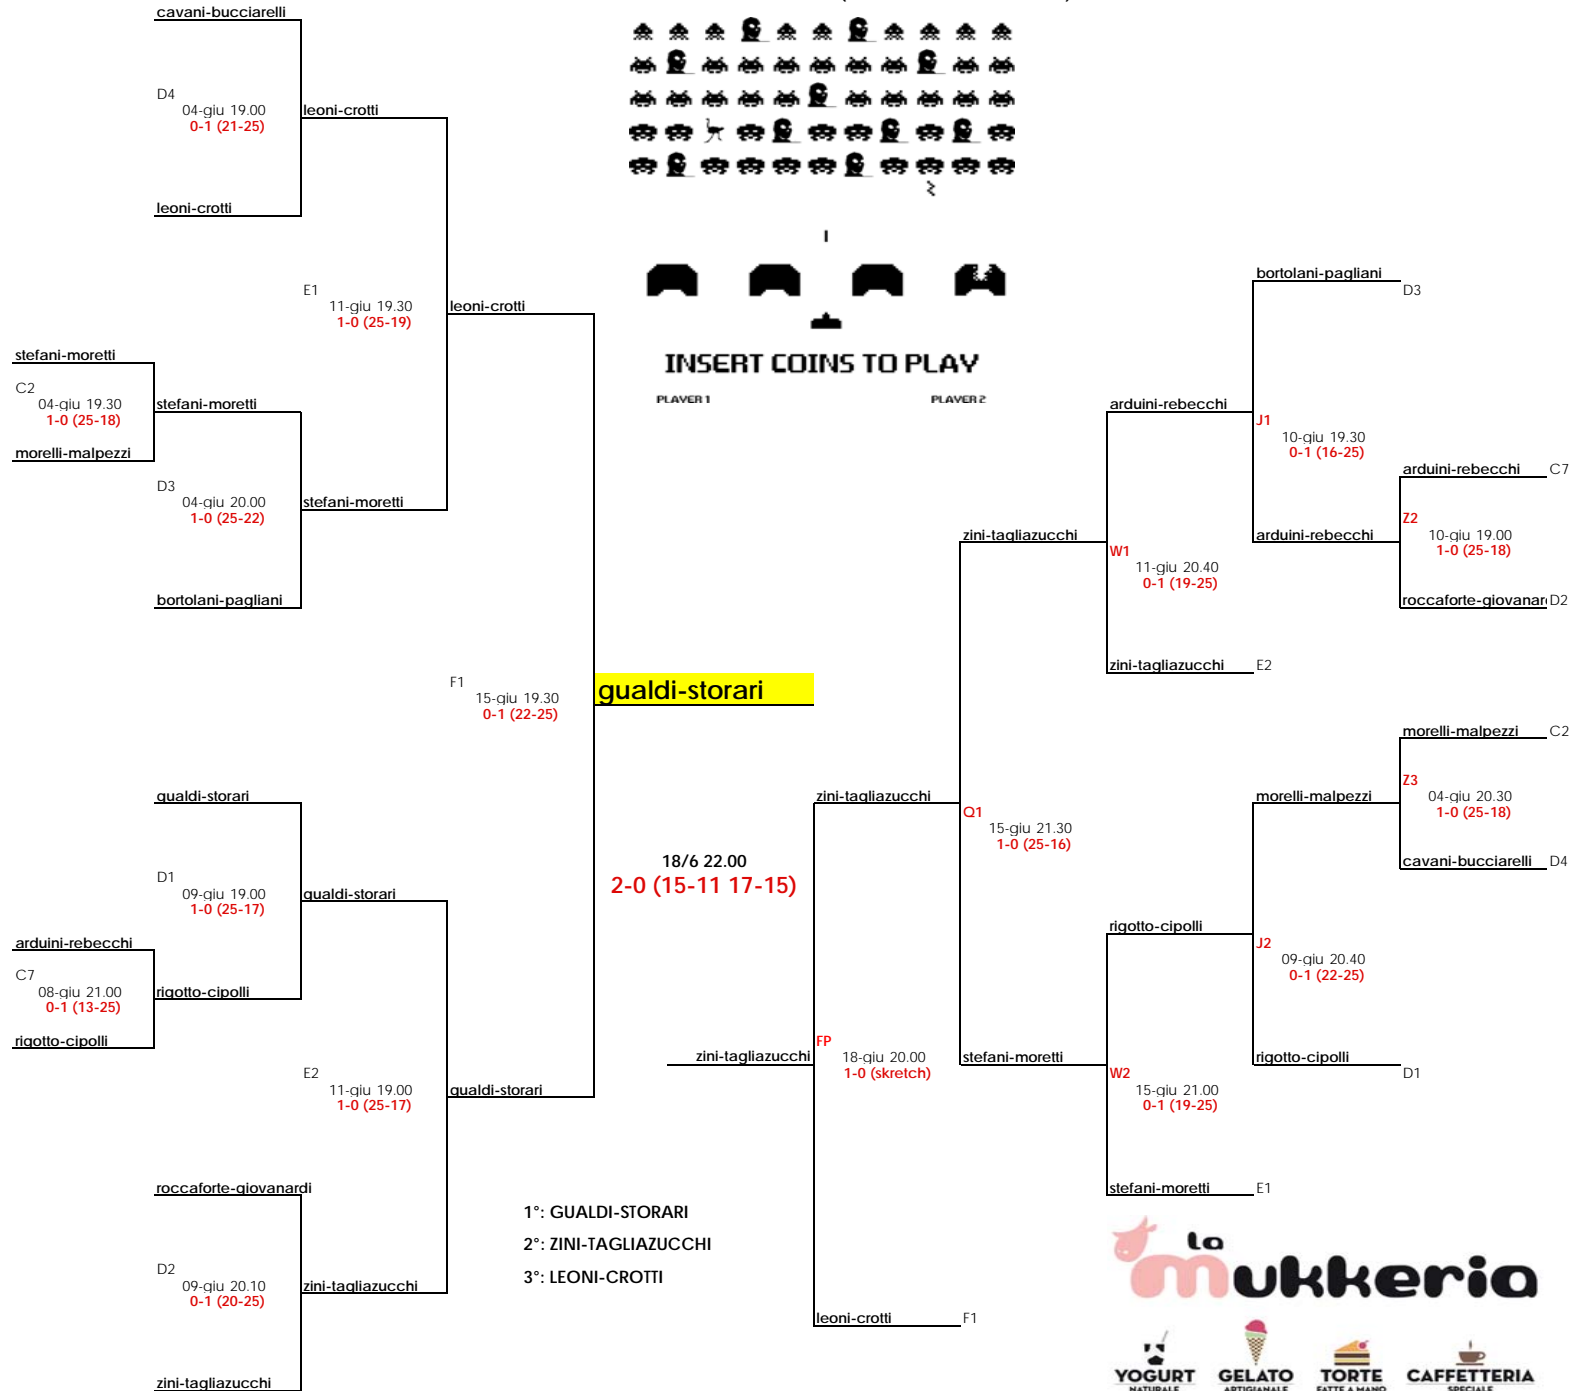 cavani-bucciarelli
D4
04-giu 19.00
0-1 (21-25)
leoni-crotti
leoni-crotti
E1
11-giu 19.30
1-0 (25-19)
leoni-crotti
stefani-moretti
C2
04-giu 19.30
1-0 (25-18)
stefani-moretti
morelli-malpezzi
D3
04-giu 20.00
1-0 (25-22)
stefani-moretti
bortolani-pagliani
F1
15-giu 19.30
0-1 (22-25)
gualdi-storari
gualdi-storari
D1
09-giu 19.00
1-0 (25-17)
gualdi-storari
arduini-rebecchi
C7
08-giu 21.00
0-1 (13-25)
rigotto-cipolli
rigotto-cipolli
E2
11-giu 19.00
1-0 (25-17)
gualdi-storari
roccaforte-giovanardi
D2
09-giu 20.10
0-1 (20-25)
zini-tagliazucchi
zini-tagliazucchi
INSERT COINS TO PLAY
PLAYER 1
PLAYER 2
18/6 22.00
2-0 (15-11 17-15)
1°: GUALDI-STORARI
2°: ZINI-TAGLIAZUCCHI
3°: LEONI-CROTTI
bortolani-pagliani
D3
arduini-rebecchi
J1
10-giu 19.30
0-1 (16-25)
arduini-rebecchi C7
Z2
10-giu 19.00
1-0 (25-18)
arduini-rebecchi
roccaforte-giovanar D2
zini-tagliazucchi
W1
11-giu 20.40
0-1 (19-25)
zini-tagliazucchi E2
morelli-malpezzi C2
Z3
04-giu 20.30
1-0 (25-18)
morelli-malpezzi
cavani-bucciarelli D4
zini-tagliazucchi
Q1
15-giu 21.30
1-0 (25-16)
rigotto-cipolli
J2
09-giu 20.40
0-1 (22-25)
rigotto-cipolli
D1
zini-tagliazucchi
FP
18-giu 20.00
1-0 (skretch)
stefani-moretti
W2
15-giu 21.00
0-1 (19-25)
stefani-moretti E1
leoni-crotti F1
la
mukkeria
YOGURT GELATO TORTE CAFFETTERIA
NATURALE ARTIGIANALE FATTE A MANO SPECIALE